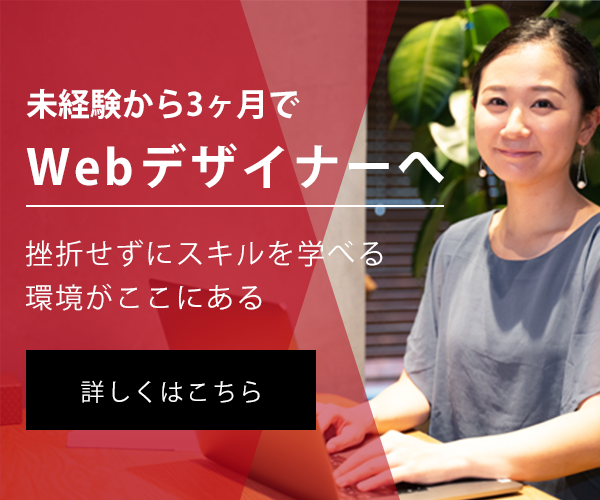 未経験から3ヶ月で
Webデザイナーへ
挫折せずにスキルを学べる
環境がここにある
詳しくはこちら